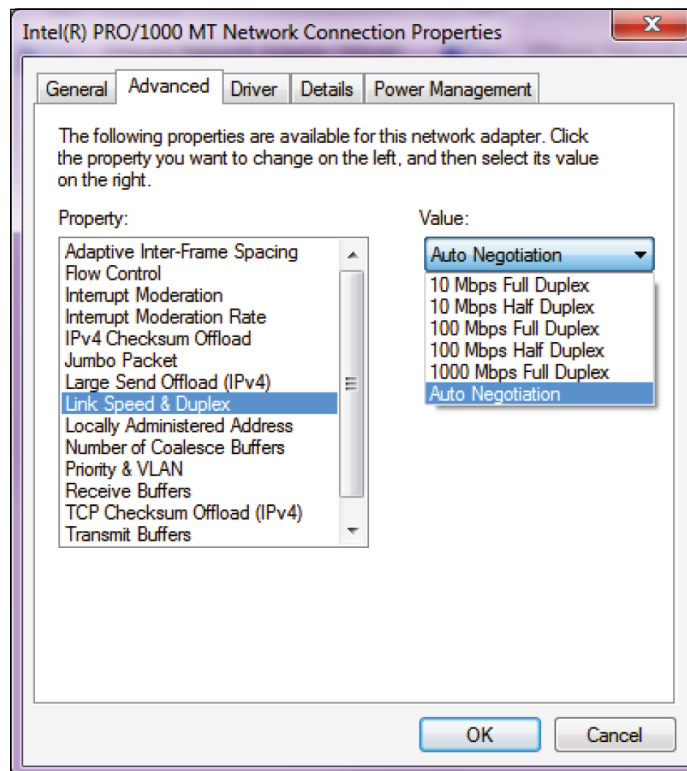 Intel(R) PRO/1000 MT Network Connection Properties
General
Advanced
Driver
Details
Power Management
The following properties are available for this network adapter. Click
the property you want to change on the left, and then select its value
on the right.
Property:
Adaptive Inter-Frame Spacing
Flow Control
Interrupt Moderation
Interrupt Moderation Rate
IPv4 Checksum Offload
Jumbo Packet
Large Send Offload (IPv4)
Link Speed & Duplex
Locally Administered Address
Number of Coalesce Buffers
Priority & VLAN
Receive Buffers
TCP Checksum Offload (IPv4)
Transmit Buffers
Value:
Auto Negotiation
10 Mbps Full Duplex
10 Mbps Half Duplex
100 Mbps Full Duplex
100 Mbps Half Duplex
1000 Mbps Full Duplex
Auto Negotiation
OK
Cancel